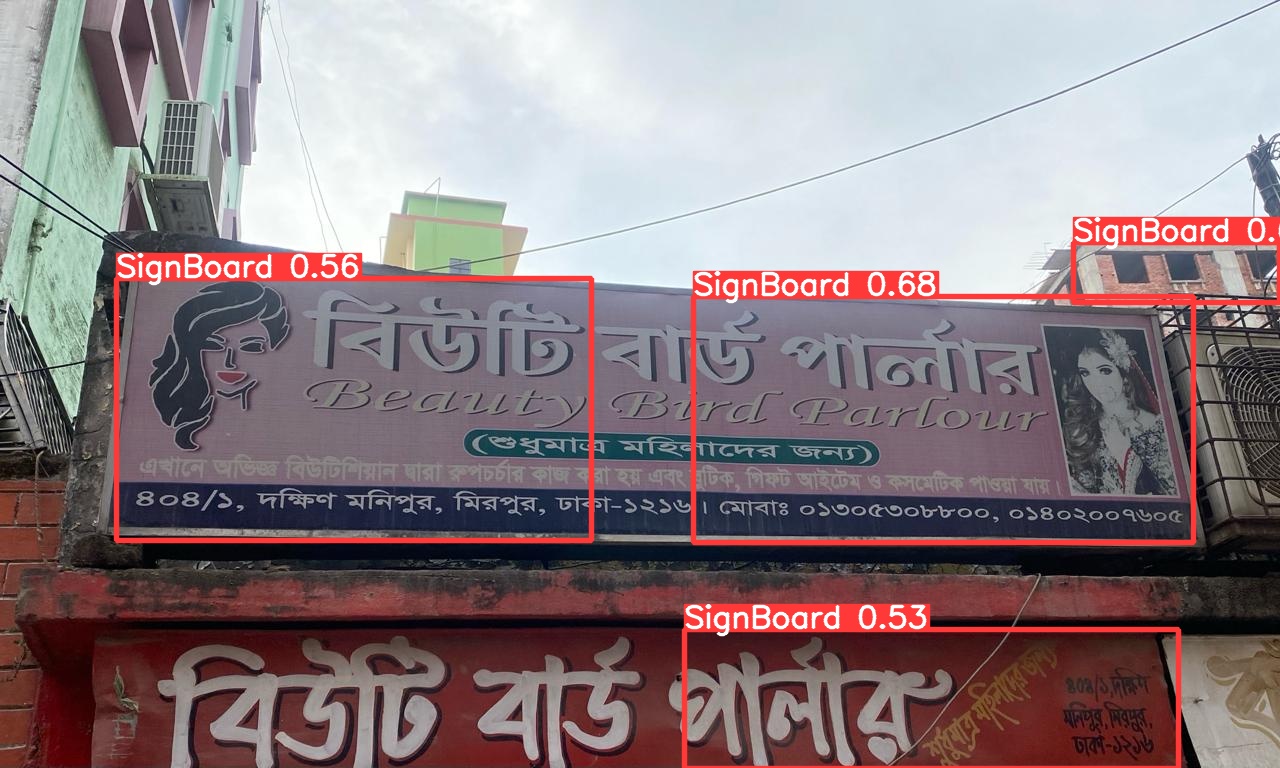 SignBoard 0.56
SignBoard 0.68
SignBoard
বিউটি বার্ড পার্লার
Beauty Bird Parlour
(শুধুমাত্র মহিলাদের জন্য)
এখানে অভিজ্ঞ বিউটিশিয়ান দ্বারা রুপচর্চার কাজ করা হয় এবং বুটিক, গিফট আইটেম ও কসমেটিক পাওয়া যায়।
৪০৪/১, দক্ষিণ মনিপুর, মিরপুর, ঢাকা-১২১৬। মোবাঃ ০১৩০৫৩০৮৮০০, ০১৪০২০০৭৬০৫
SignBoard 0.53
বিউটি বার্ড পার্লার
শুধুমাত্র মহিলাদের জন্য
৪০৪/১,দক্ষিণ
মনিপুর, মিরপুর,
ঢাকা-১২১৬